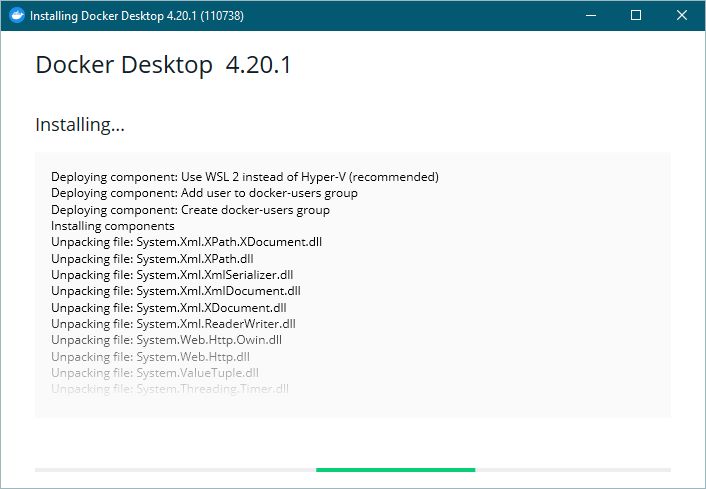 Installing Docker Desktop 4.20.1 (110738)
Docker Desktop 4.20.1
Installing...
Deploying component: Use WSL 2 instead of Hyper-V (recommended)
Deploying component: Add user to docker-users group
Deploying component: Create docker-users group
Installing components
Unpacking file: System.Xml.XPath.XDocument.dll
Unpacking file: System.Xml.XPath.dll
Unpacking file: System.Xml.XmlSerializer.dll
Unpacking file: System.Xml.XmlDocument.dll
Unpacking file: System.Xml.XDocument.dll
Unpacking file: System.Xml.ReaderWriter.dll
Unpacking file: System.Web.Http.Owin.dll
Unpacking file: System.Web.Http.dll
Unpacking file: System.ValueTuple.dll
Unpacking file: System.Threading.Timer.dll